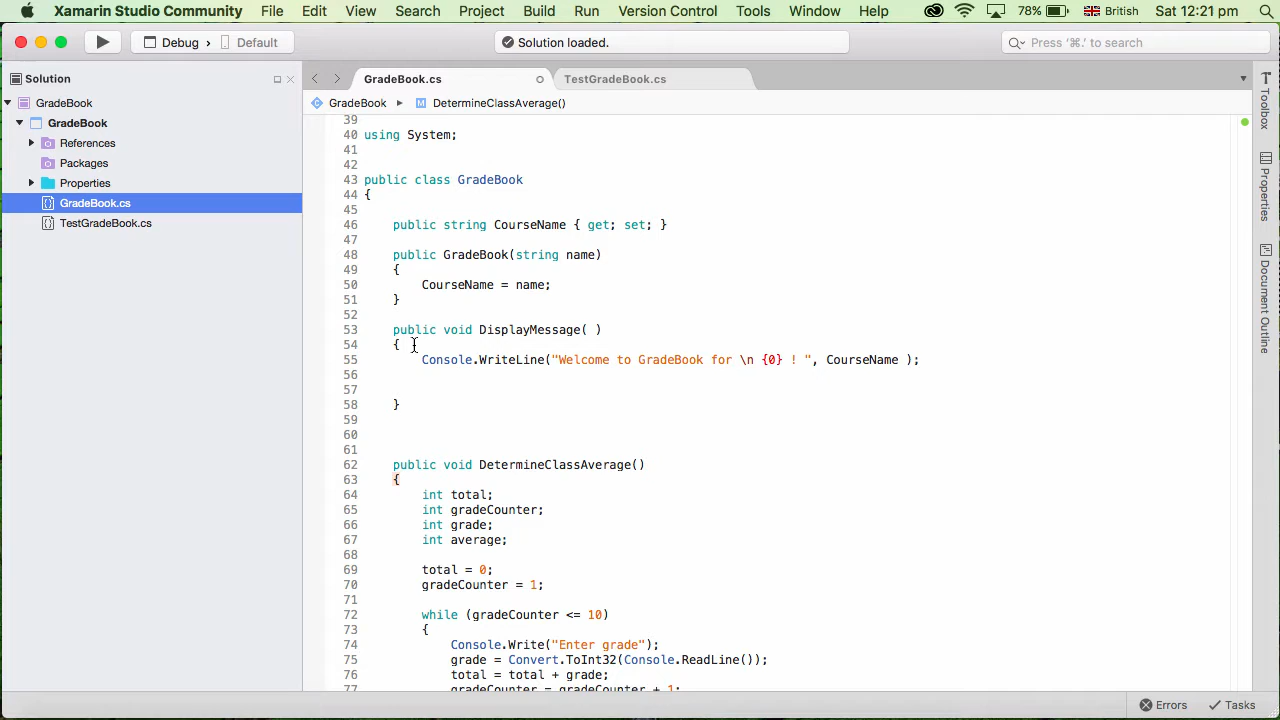 Xamarin Studio Community File Edit View Search Project Build Run Version Control Tools Window Help 78% British Sat 12:21 pm
Debug › Default
Solution loaded.
Press '⌘.' to search
Solution
GradeBook
GradeBook
References
Packages
Properties
GradeBook.cs
TestGradeBook.cs
GradeBook.cs TestGradeBook.cs
GradeBook ▸ DetermineClassAverage()
39
40 using System;
41
42
43 public class GradeBook
44 {
45
46 public string CourseName { get; set; }
47
48 public GradeBook(string name)
49 {
50 CourseName = name;
51 }
52
53 public void DisplayMessage( )
54 {
55 Console.WriteLine("Welcome to GradeBook for \n {0} ! ", CourseName );
56
57
58 }
59
60
61
62 public void DetermineClassAverage()
63 {
64 int total;
65 int gradeCounter;
66 int grade;
67 int average;
68
69 total = 0;
70 gradeCounter = 1;
71
72 while (gradeCounter <= 10)
73 {
74 Console.Write("Enter grade");
75 grade = Convert.ToInt32(Console.ReadLine());
76 total = total + grade;
77 gradeCounter = gradeCounter + 1;
Toolbox
Properties
Document Outline
Errors Tasks